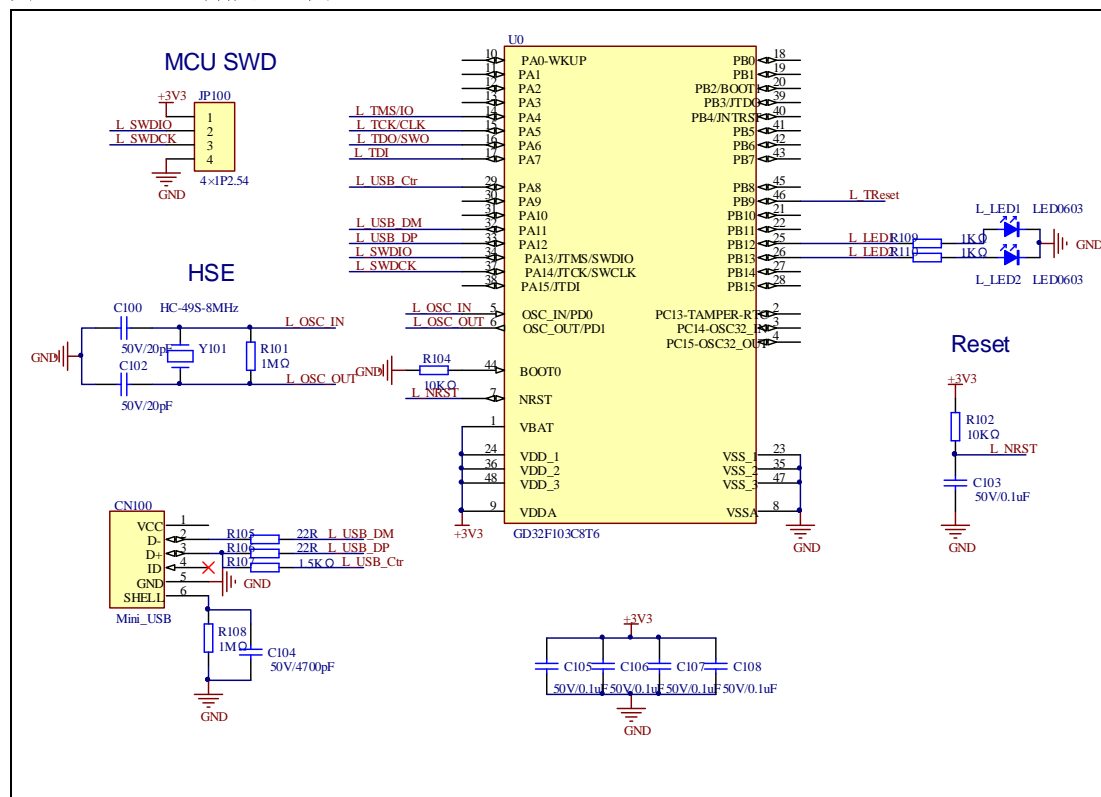 MCU SWD
JP100
+3V3
1
L_SWDIO
2
L_SWDCK
3
4
GND
4×1P2.54
HSE
C100
HC-49S-8MHz
L_OSC_IN
50V/20pF
Y101
R101
1MΩ
GND
C102
L_OSC_OUT
50V/20pF
U0
10 PA0-WKUP
11 PA1
12 PA2
13 PA3
L_TMS/IO 14 PA4
L_TCK/CLK 15 PA5
L_TDO/SWO 16 PA6
L_TDI 17 PA7
L_USB_Ctr 29 PA8
30 PA9
31 PA10
L_USB_DM 32 PA11
L_USB_DP 33 PA12
L_SWDIO 34 PA13/JTMS/SWDIO
L_SWDCK 37 PA14/JTCK/SWCLK
38 PA15/JTDI
L_OSC_IN 5 OSC_IN/PD0
L_OSC_OUT 6 OSC_OUT/PD1
GND R104 10KΩ 44 BOOT0
L_NRST 7 NRST
1 VBAT
24 VDD_1
36 VDD_2
48 VDD_3
9 VDDA
+3V3
PB0 18
PB1 19
PB2/BOOT1 20
PB3/JTDO 39
PB4/JNTRST 40
PB5 41
PB6 42
PB7 43
PB8 45
PB9 46 L_TReset
PB10 21
PB11 22
PB12 25 L_LED1 R109 1KΩ
PB13 26 L_LED2 R110 1KΩ
PB14 27
PB15 28
PC13-TAMPER-RTC 2
PC14-OSC32_IN 3
PC15-OSC32_OUT 4
VSS_1 23
VSS_2 35
VSS_3 47
VSSA 8
GND
GD32F103C8T6
L_LED1 LED0603
GND
L_LED2 LED0603
Reset
+3V3
R102
10KΩ
L_NRST
C103
50V/0.1uF
GND
CN100
VCC 1
D- 2 R105 22R L_USB_DM
D+ 3 R106 22R L_USB_DP
ID 4 R107 1.5KΩ L_USB_Ctr
GND 5 GND
SHELL 6
Mini_USB
R108
1MΩ
C104
50V/4700pF
GND
+3V3
C105 C106 C107 C108
50V/0.1uF 50V/0.1uF 50V/0.1uF 50V/0.1uF
GND